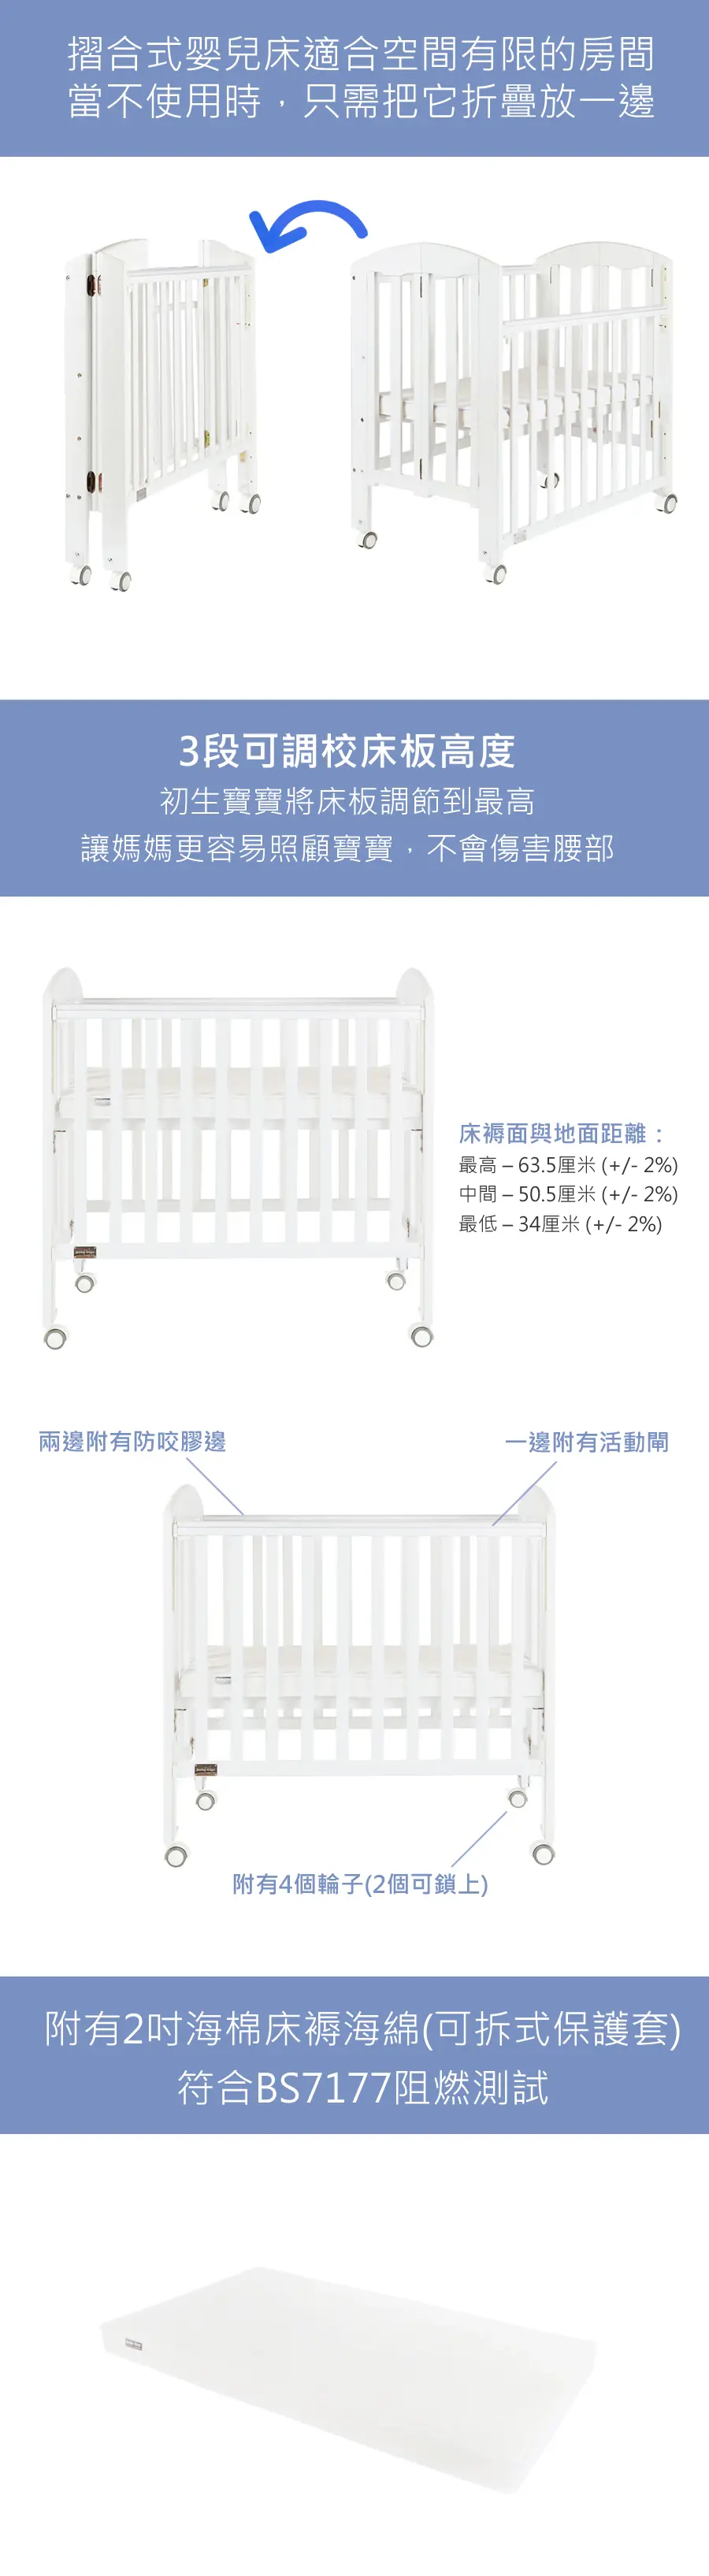 摺合式嬰兒床適合空間有限的房間
當不使用時，只需把它折疊放一邊
3段可調校床板高度
初生寶寶將床板調節到最高
讓媽媽更容易照顧寶寶，不會傷害腰部
床褥面與地面距離：
最高 – 63.5厘米 (+/- 2%)
中間 – 50.5厘米 (+/- 2%)
最低 – 34厘米 (+/- 2%)
兩邊附有防咬膠邊
一邊附有活動閘
附有4個輪子(2個可鎖上)
附有2吋海棉床褥海綿(可拆式保護套)
符合BS7177阻燃測試